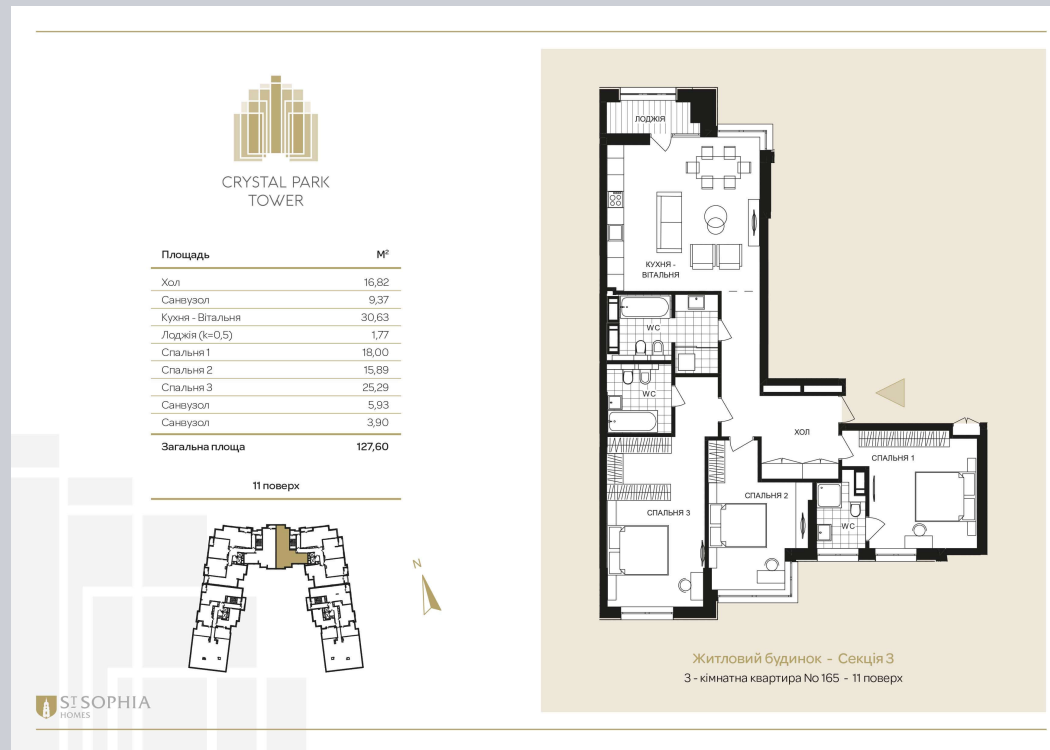 CRYSTAL PARK
TOWER
Площадь М²
Хол 16,82
Санвузол 9,37
Кухня - Вітальня 30,63
Лоджія (k=0,5) 1,77
Спальня 1 18,00
Спальня 2 15,89
Спальня 3 25,29
Санвузол 5,93
Санвузол 3,90
Загальна площа 127,60
11 поверх
N
ST SOPHIA
HOMES
ЛОДЖІЯ
КУХНЯ -
ВІТАЛЬНЯ
WC
WC
ХОЛ
СПАЛЬНЯ 1
СПАЛЬНЯ 2
СПАЛЬНЯ 3
WC
Житловий будинок - Секція 3
3 - кімнатна квартира No 165 - 11 поверх